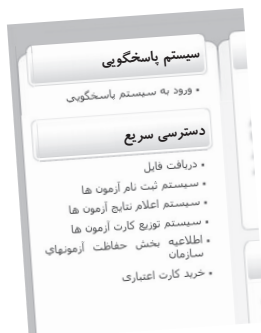 سیستم پاسخگویی
• ورود به سیستم پاسخگویی
دسترسی سریع
• دریافت فایل
• سیستم ثبت نام آزمون ها
• سیستم اعلام نتایج آزمون ها
• سیستم توزیع کارت آزمون ها
• اطلاعیه بخش حفاظت آزمونهای
سازمان
• خرید کارت اعتباری